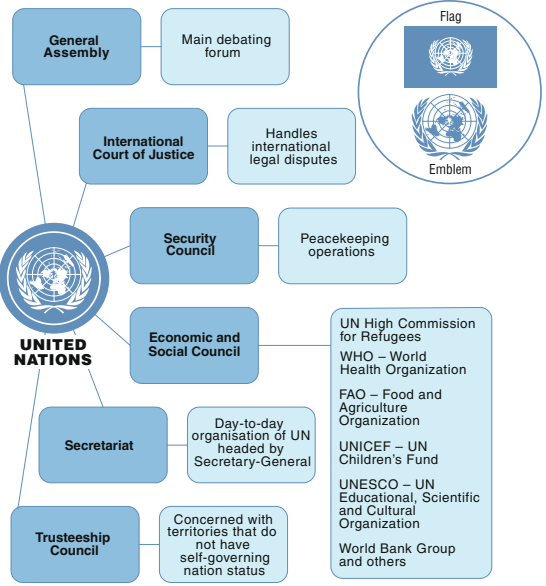 General
Assembly
Main debating
forum
Flag
Emblem
International
Court of Justice
Handles
international
legal disputes
Security
Council
Peacekeeping
operations
UNITED
NATIONS
Economic and
Social Council
UN High Commission
for Refugees
WHO – World
Health Organization
FAO – Food and
Agriculture
Organization
UNICEF – UN
Children's Fund
UNESCO – UN
Educational, Scientific
and Cultural
Organization
World Bank Group
and others
Secretariat
Day-to-day
organisation of UN
headed by
Secretary-General
Trusteeship
Council
Concerned with
territories that do
not have
self-governing
nation status